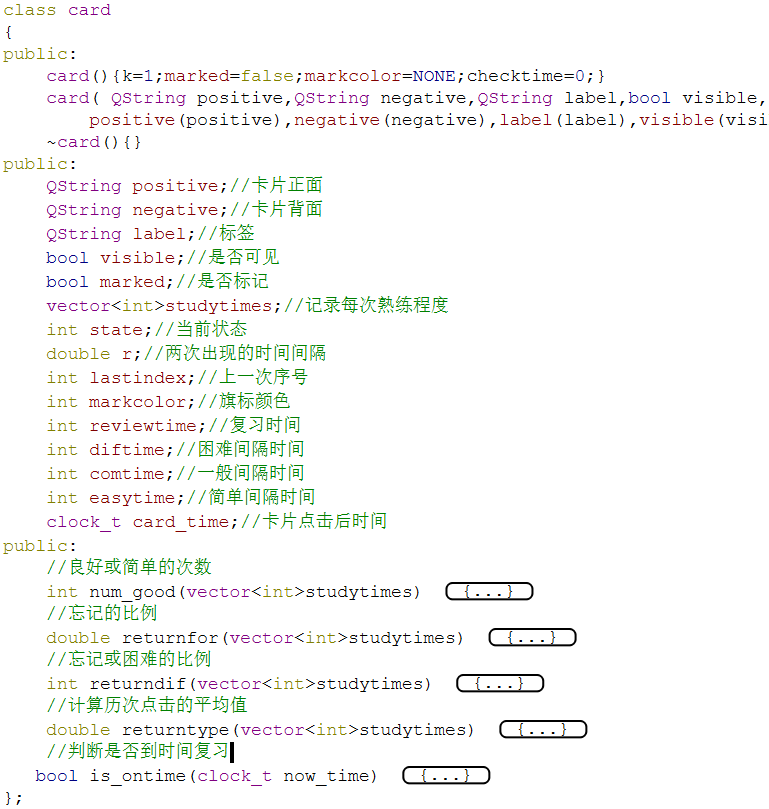 class card
{
public:
    card(){k=1;marked=false;markcolor=NONE;checktime=0;}
    card( QString positive,QString negative,QString label,bool visible,
        positive(positive),negative(negative),label(label),visible(visi
    ~card(){}
public:
    QString positive;//卡片正面
    QString negative;//卡片背面
    QString label;//标签
    bool visible;//是否可见
    bool marked;//是否标记
    vector<int>studytimes;//记录每次熟练程度
    int state;//当前状态
    double r;//两次出现的时间间隔
    int lastindex;//上一次序号
    int markcolor;//旗标颜色
    int reviewtime;//复习时间
    int diftime;//困难间隔时间
    int comtime;//一般间隔时间
    int easytime;//简单间隔时间
    clock_t card_time;//卡片点击后时间
public:
    //良好或简单的次数
    int num_good(vector<int>studytimes) {...}
    //忘记的比例
    double returnfor(vector<int>studytimes) {...}
    //忘记或困难的比例
    int returndif(vector<int>studytimes) {...}
    //计算历次点击的平均值
    double returntype(vector<int>studytimes) {...}
    //判断是否到时间复习
   bool is_ontime(clock_t now_time) {...}
};